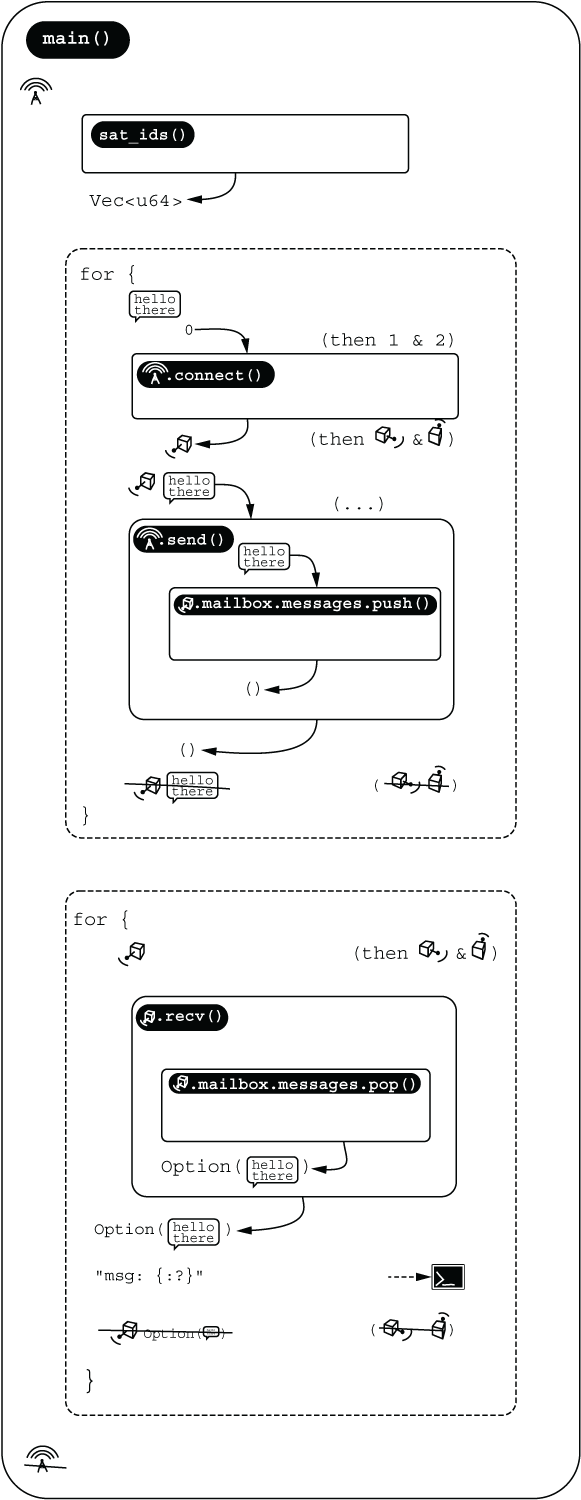 main()
sat_ids()
Vec<u64>
for {
hello
there
0
(then 1 & 2)
.connect()
(then & )
hello
there
(...)
.send()
hello
there
.mailbox.messages.push()
()
()
hello
there
( )
}
for {
(then & )
.recv()
.mailbox.messages.pop()
Option( hello
there )
Option( hello
there )
"msg: {:?}"
>_
Option( )
( )
}